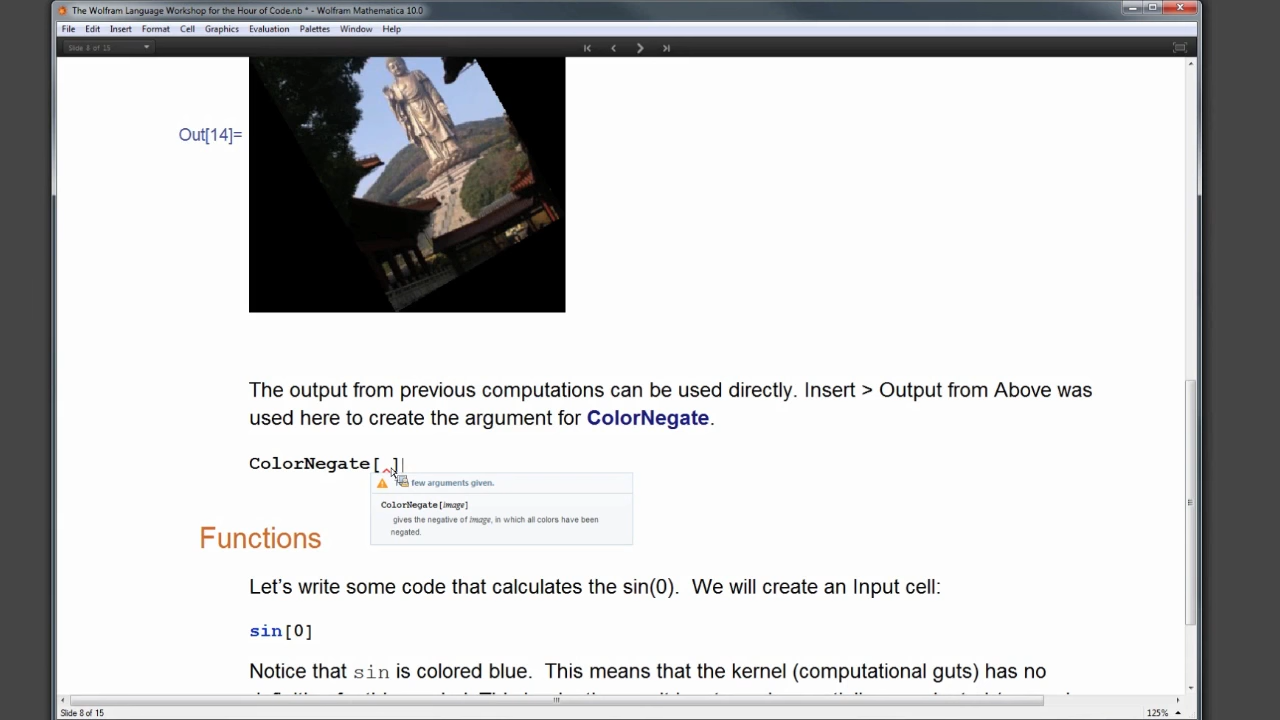 The Wolfram Language Workshop for the Hour of Code.nb * - Wolfram Mathematica 10.0
File Edit Insert Format Cell Graphics Evaluation Palettes Window Help
Slide 8 of 15
Out[14]=
The output from previous computations can be used directly. Insert > Output from Above was
used here to create the argument for ColorNegate.
ColorNegate[ ]
few arguments given.
ColorNegate[image]
gives the negative of image, in which all colors have been
negated.
Functions
Let's write some code that calculates the sin(0). We will create an Input cell:
sin[0]
Notice that sin is colored blue. This means that the kernel (computational guts) has no
Slide 8 of 15
125%